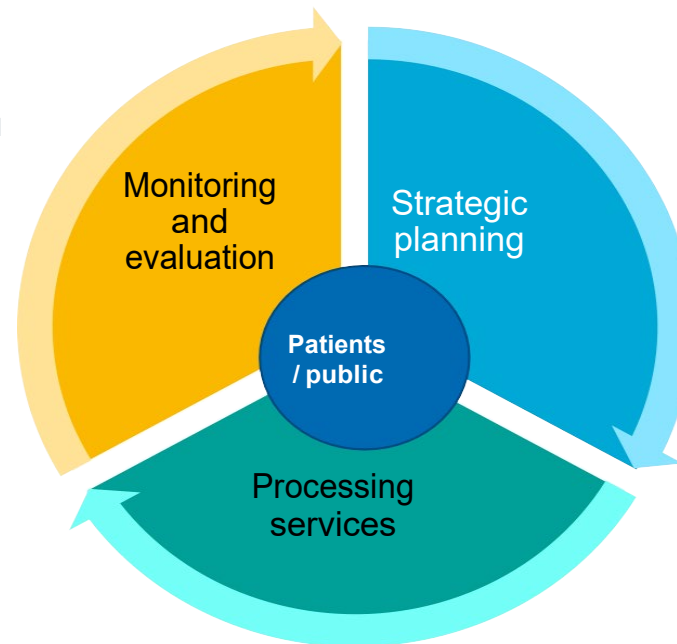 Monitoring
and
evaluation
Strategic
planning
Patients
/ public
Processing
services